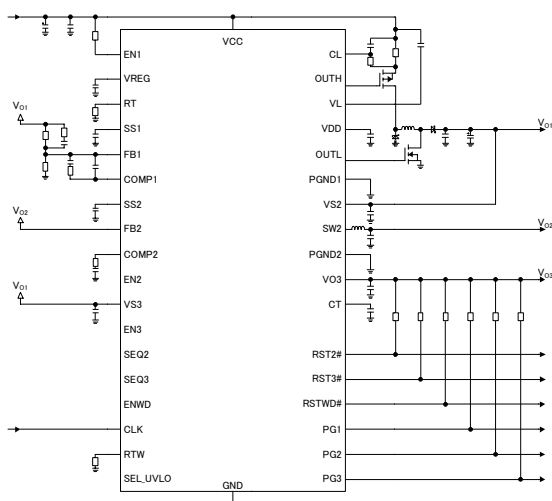 VCC
EN1
VREG
RT
SS1
FB1
COMP1
SS2
FB2
COMP2
EN2
VS3
EN3
SEQ2
SEQ3
ENWD
CLK
RTW
SEL_UVLO
GND
CL
OUTH
VL
VDD
OUTL
PGND1
VS2
SW2
PGND2
VO3
CT
RST2#
RST3#
RSTWD#
PG1
PG2
PG3
VO1
VO2
VO1
VO1
VO2
VO3